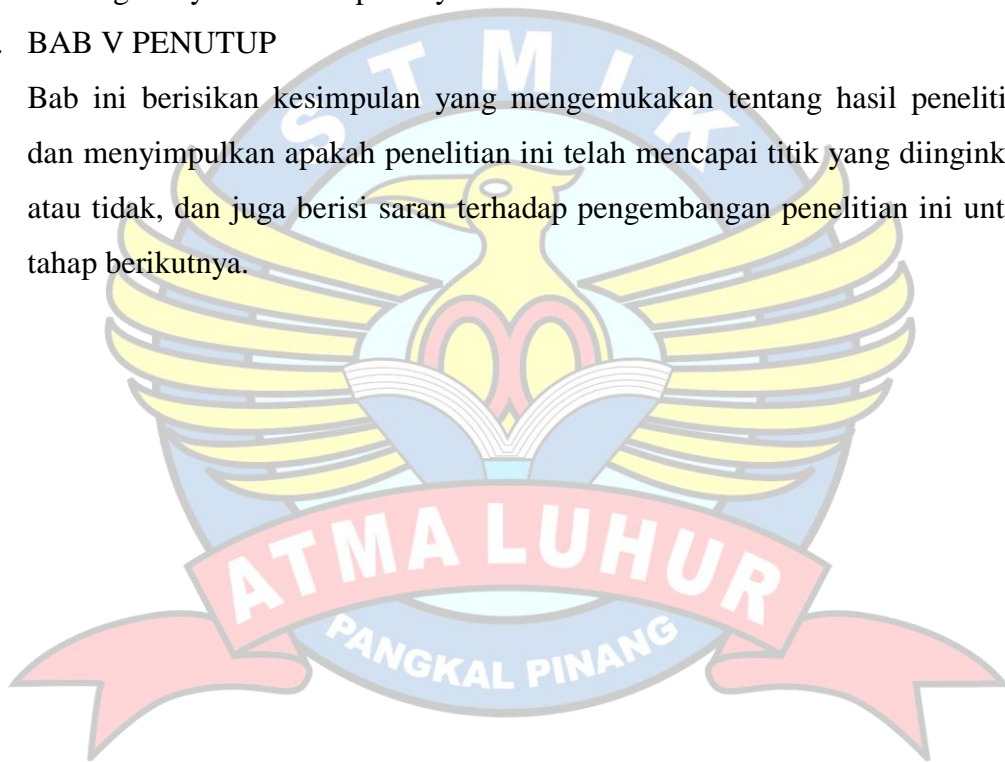 . BAB V PENUTUP
Bab ini berisikan kesimpulan yang mengemukakan tentang hasil peneliti
dan menyimpulkan apakah penelitian ini telah mencapai titik yang diingink
atau tidak, dan juga berisi saran terhadap pengembangan penelitian ini unt
tahap berikutnya.
STMIK
ATMA LUHUR
PANGKAL PINANG